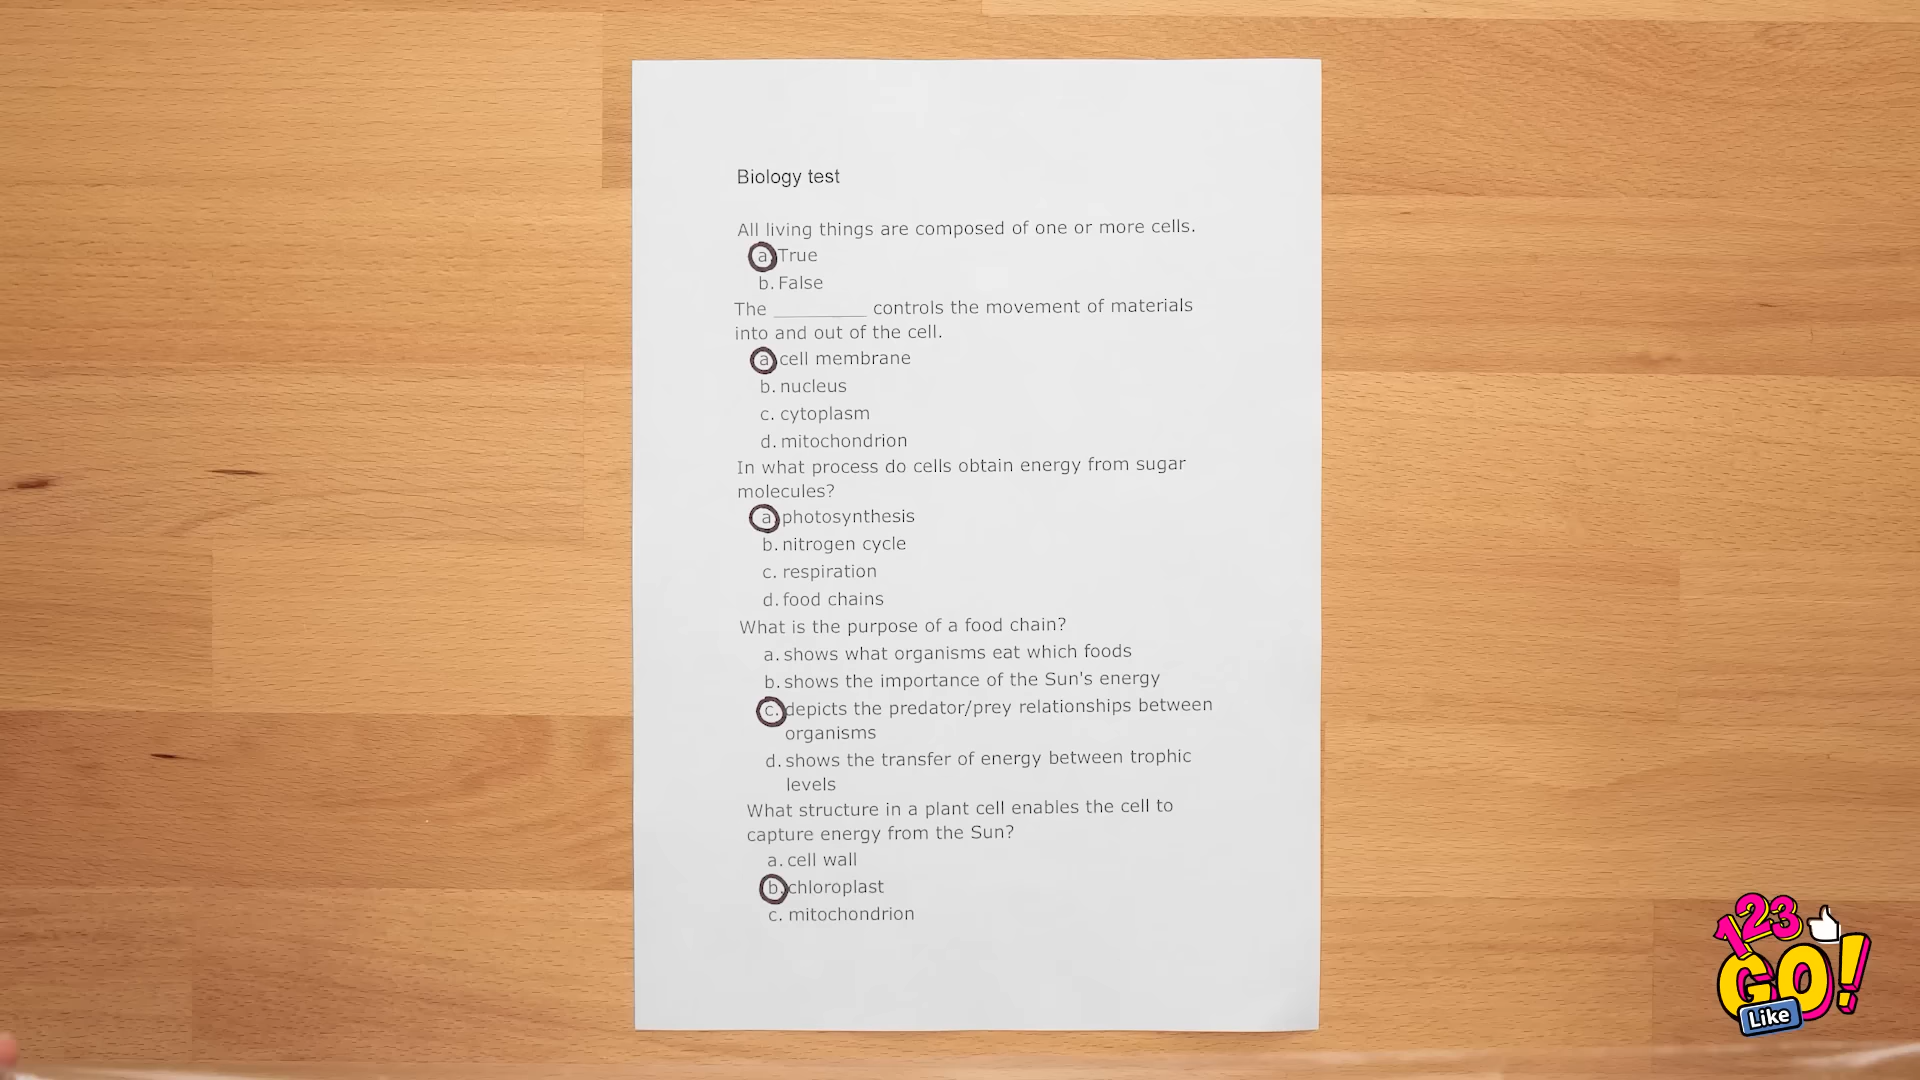 Biology test
All living things are composed of one or more cells.
a. True
b. False
The __________ controls the movement of materials
into and out of the cell.
a. cell membrane
b. nucleus
c. cytoplasm
d. mitochondrion
In what process do cells obtain energy from sugar
molecules?
a. photosynthesis
b. nitrogen cycle
c. respiration
d. food chains
What is the purpose of a food chain?
a. shows what organisms eat which foods
b. shows the importance of the Sun's energy
c. depicts the predator/prey relationships between
organisms
d. shows the transfer of energy between trophic
levels
What structure in a plant cell enables the cell to
capture energy from the Sun?
a. cell wall
b. chloroplast
c. mitochondrion
123
GO!
Like